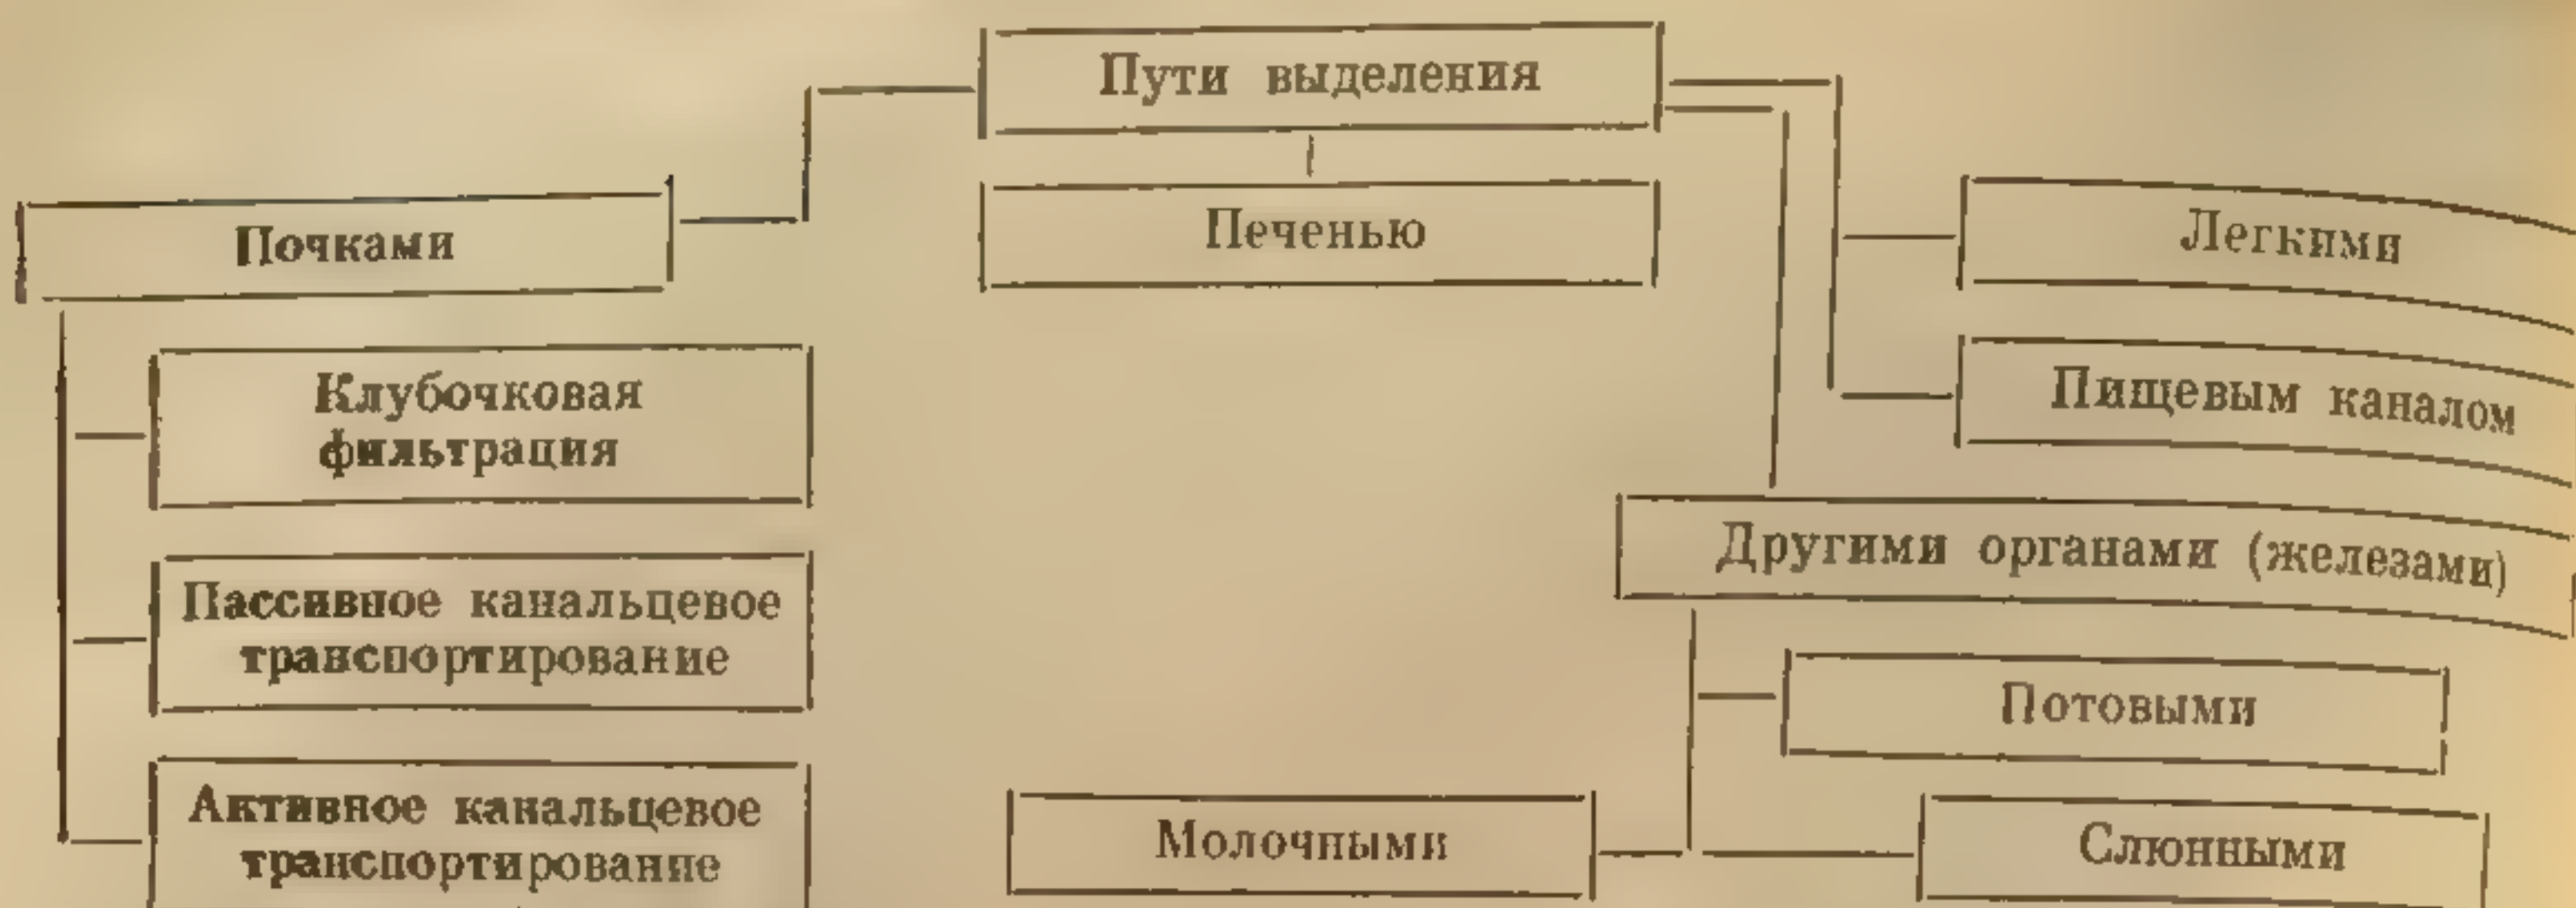 Пути выделения
Почками
Печенью
Легкими
Клубочковая
фильтрация
Пищевым каналом
Другими органами (железами)
Пассивное канальцевое
транспортирование
Потовыми
Активное канальцевое
транспортирование
Молочными
Слюнными